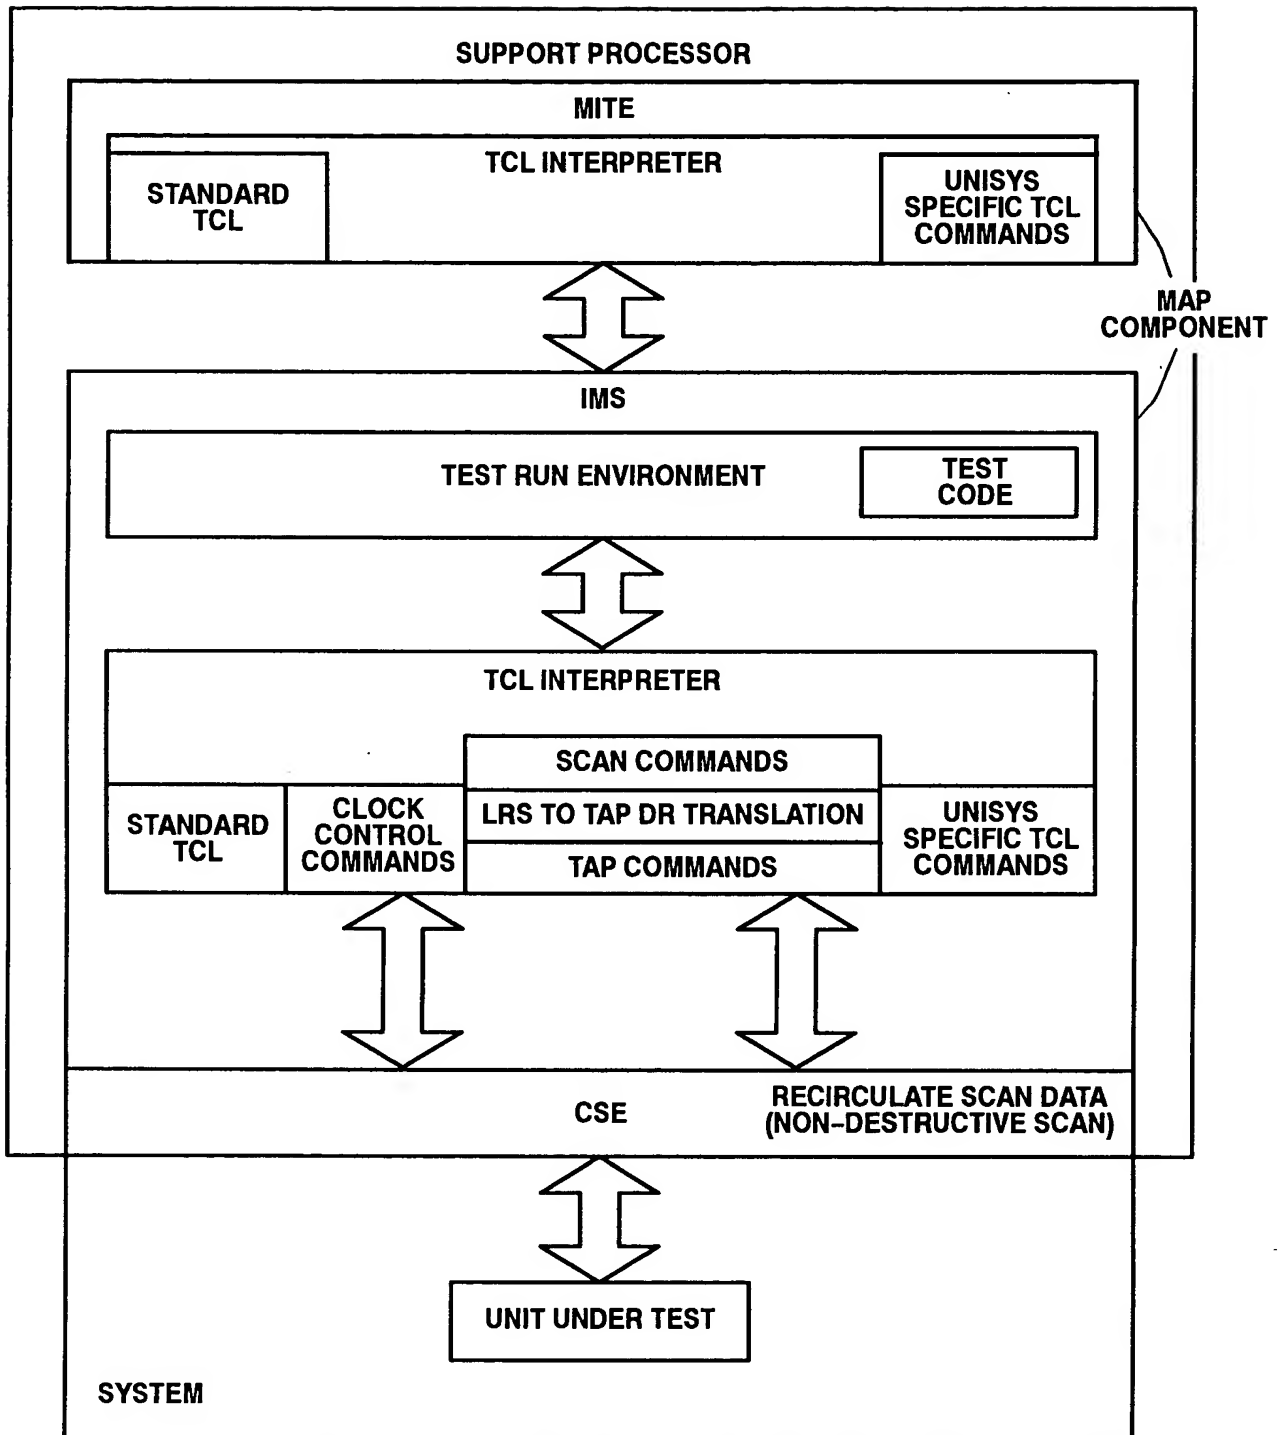 SUPPORT PROCESSOR
MITE
TCL INTERPRETER
STANDARD
TCL
UNISYS
SPECIFIC TCL
COMMANDS
MAP
COMPONENT
IMS
TEST RUN ENVIRONMENT
TEST
CODE
TCL INTERPRETER
SCAN COMMANDS
STANDARD
TCL
CLOCK
CONTROL
COMMANDS
LRS TO TAP DR TRANSLATION
TAP COMMANDS
UNISYS
SPECIFIC TCL
COMMANDS
CSE
RECIRCULATE SCAN DATA
(NON-DESTRUCTIVE SCAN)
UNIT UNDER TEST
SYSTEM